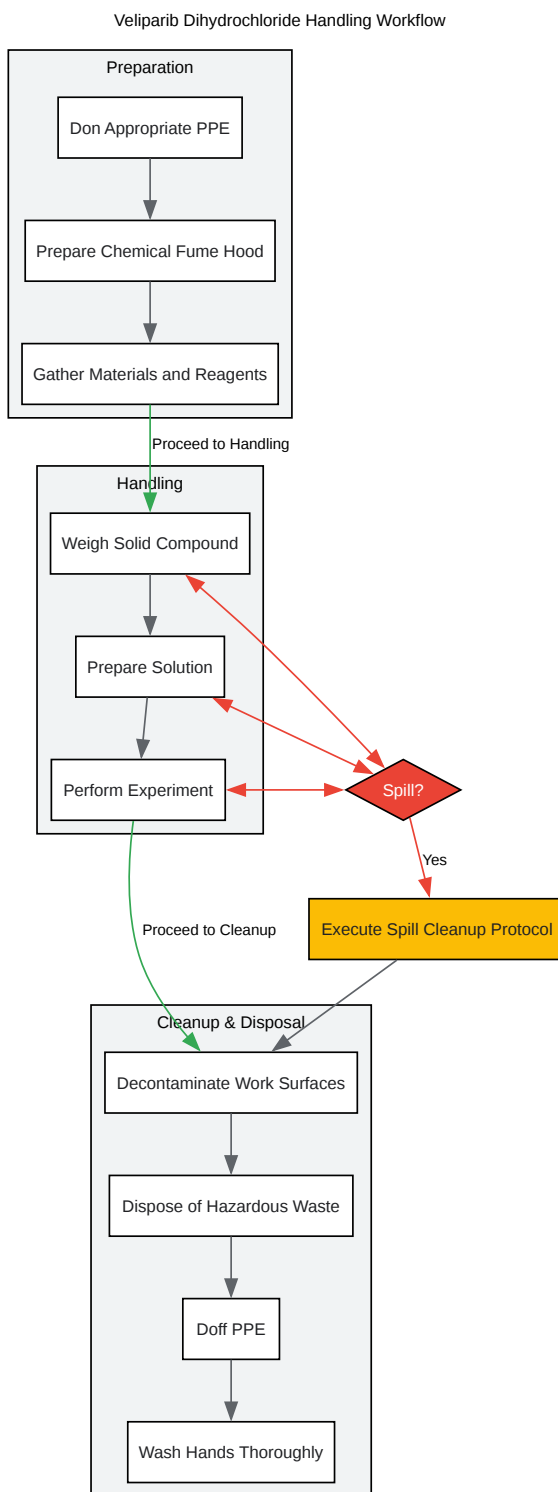 Veliparib Dihydrochloride Handling Workflow
Preparation
Don Appropriate PPE
Prepare Chemical Fume Hood
Gather Materials and Reagents
Proceed to Handling
Handling
Weigh Solid Compound
Prepare Solution
Perform Experiment
Spill?
Yes
Execute Spill Cleanup Protocol
Proceed to Cleanup
Cleanup & Disposal
Decontaminate Work Surfaces
Dispose of Hazardous Waste
Doff PPE
Wash Hands Thoroughly